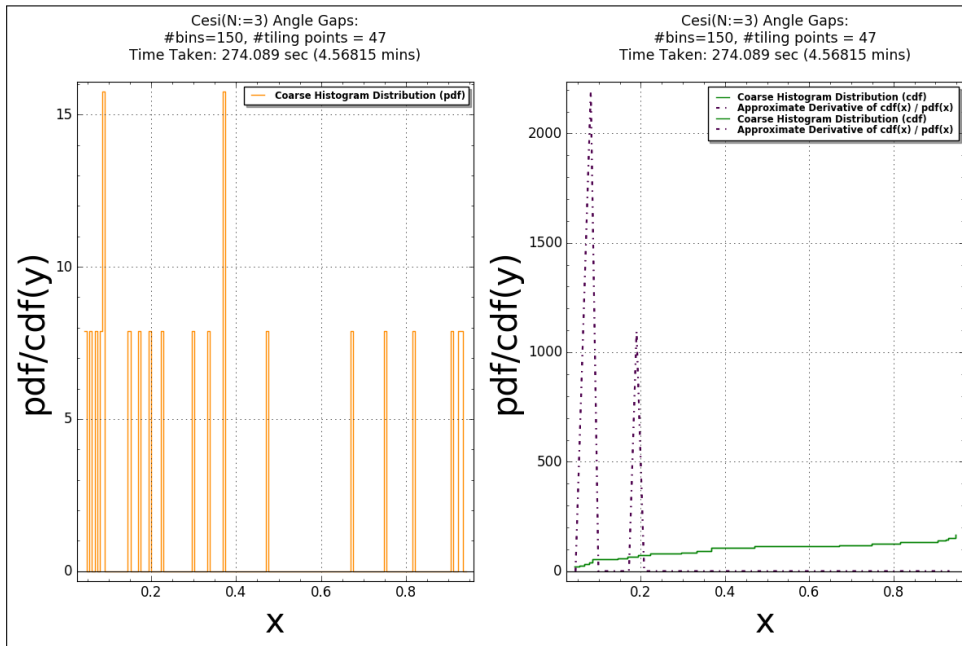 Cesi(N:=3) Angle Gaps:
#bins=150, #tiling points = 47
Time Taken: 274.089 sec (4.56815 mins)
Coarse Histogram Distribution (pdf)
15
10
5
0
pdf/cdf(y)
0.2
0.4
0.6
0.8
x
Cesi(N:=3) Angle Gaps:
#bins=150, #tiling points = 47
Time Taken: 274.089 sec (4.56815 mins)
Coarse Histogram Distribution (cdf)
Approximate Derivative of cdf(x) / pdf(x)
Coarse Histogram Distribution (cdf)
Approximate Derivative of cdf(x) / pdf(x)
2000
1500
1000
500
0
pdf/cdf(y)
0.2
0.4
0.6
0.8
x